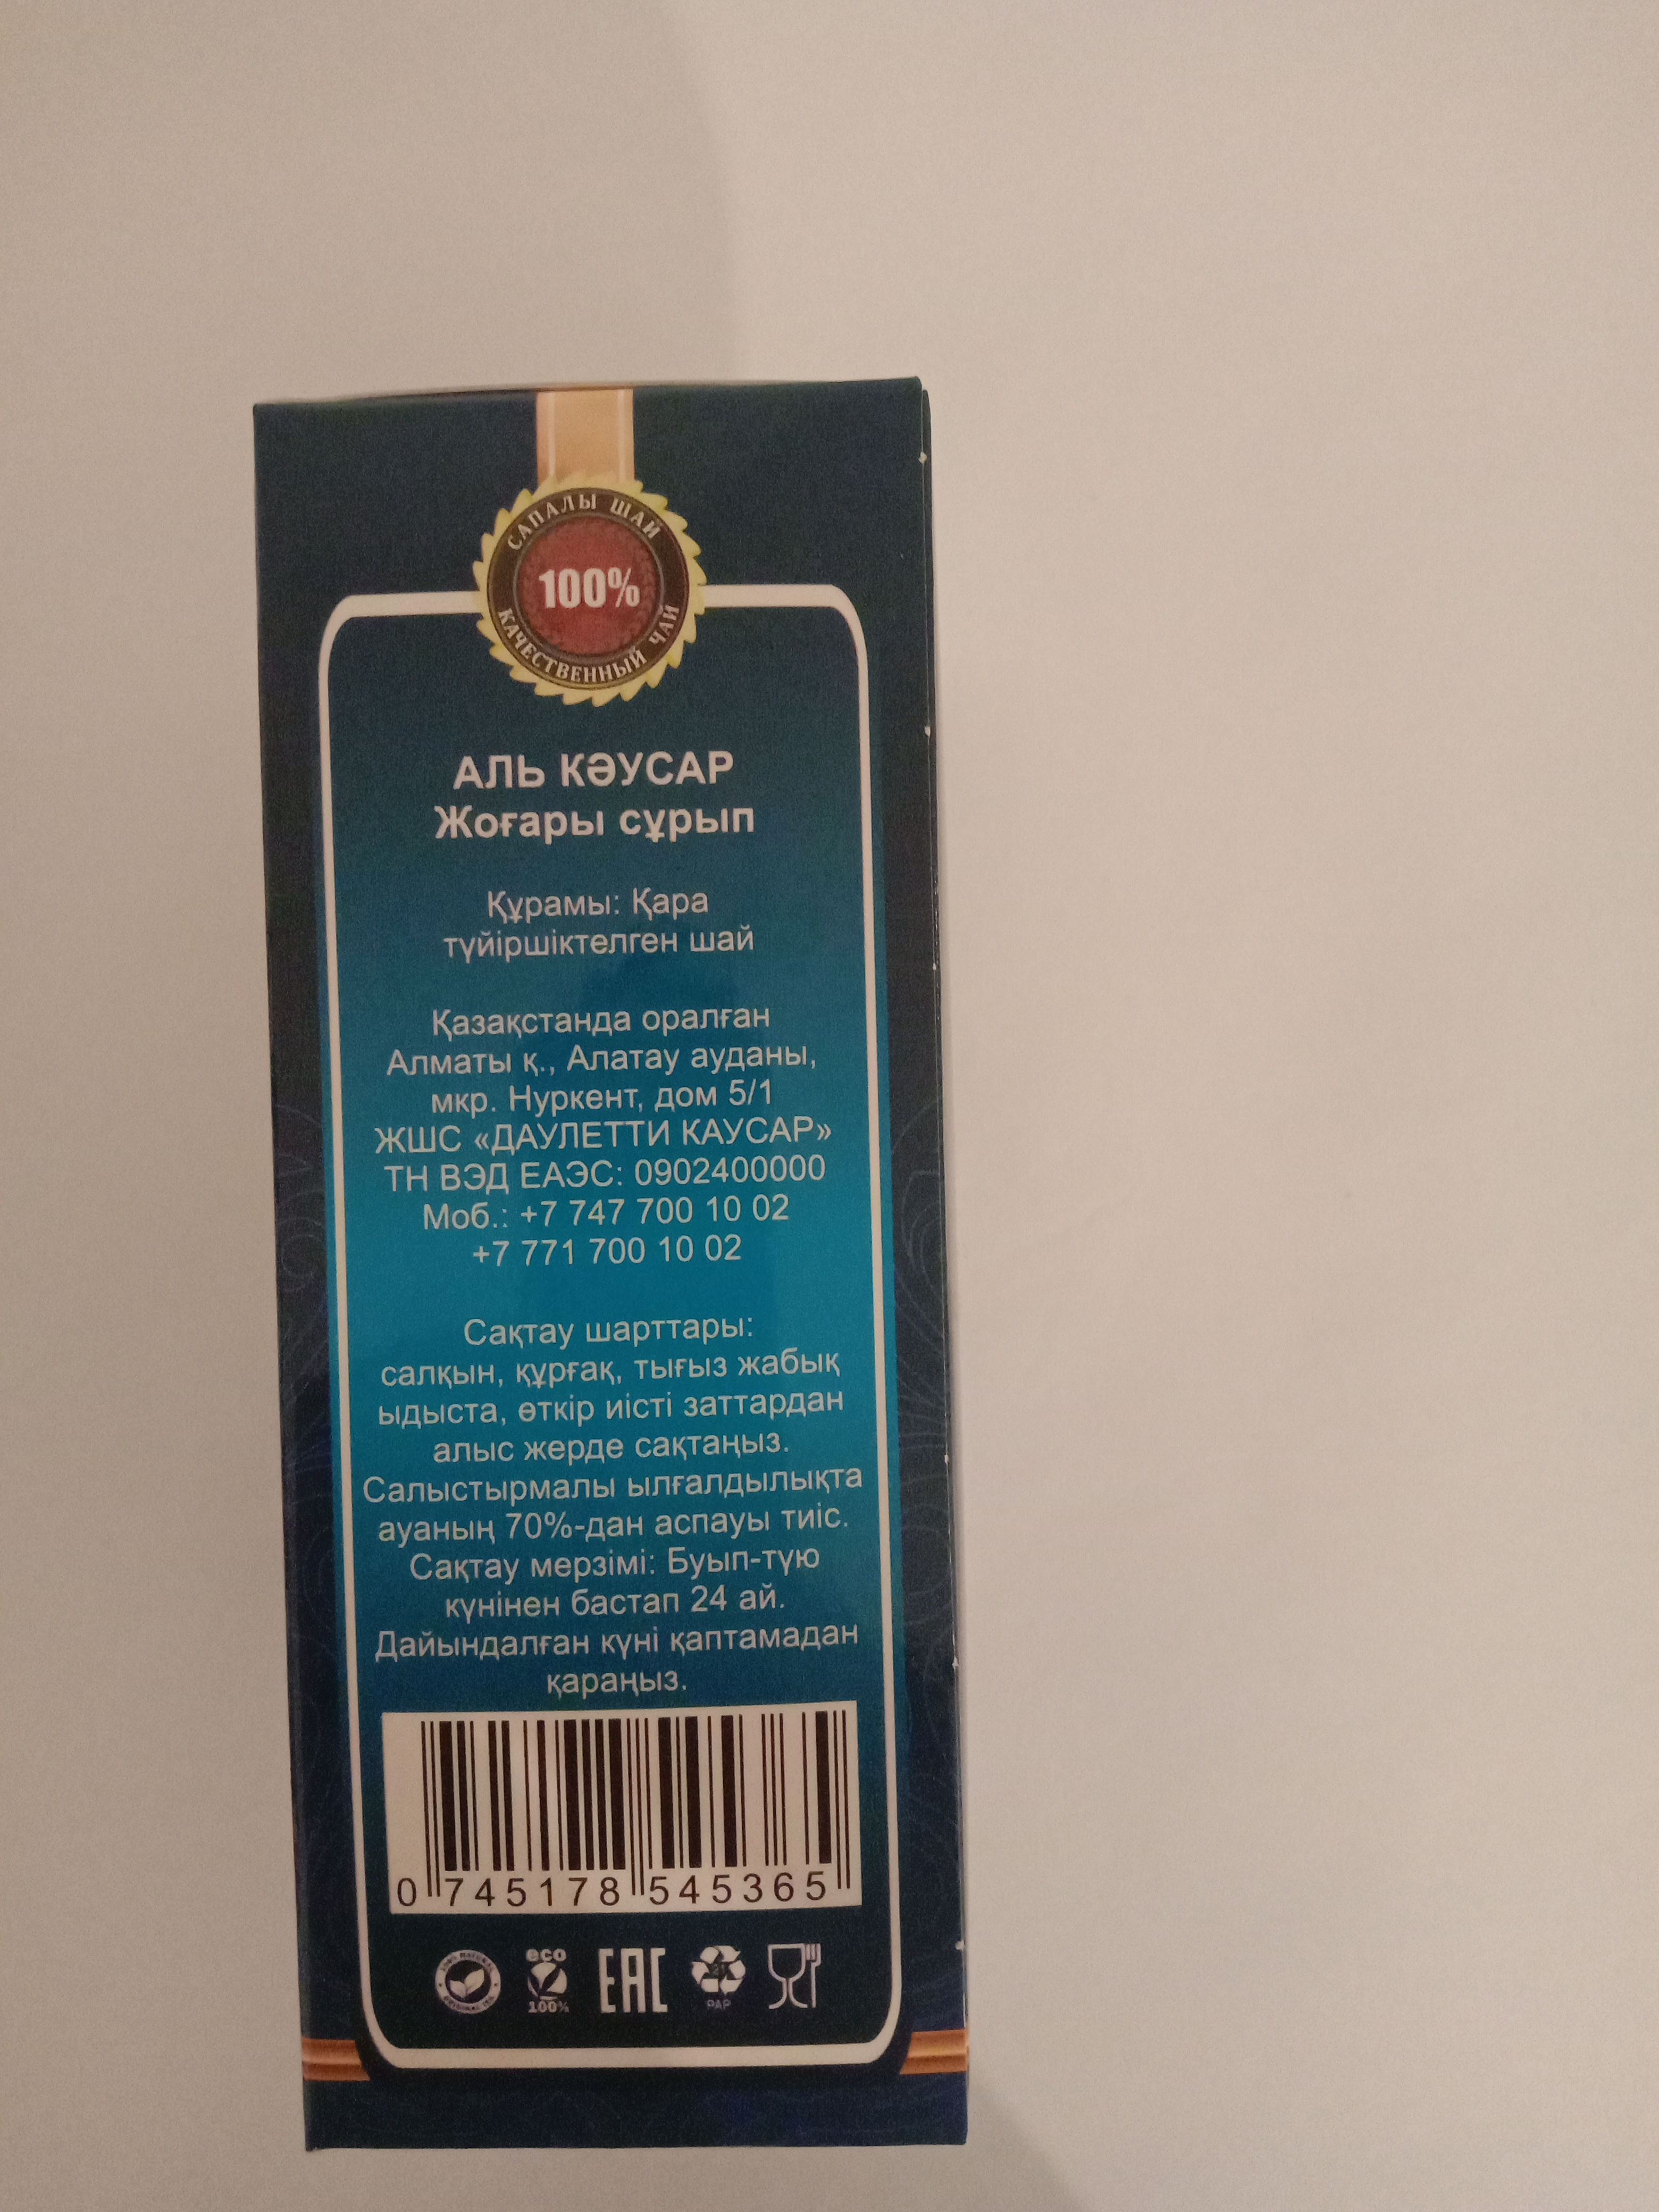 САПАЛЫ ШАЙ
100%
КАЧЕСТВЕННЫЙ ЧАЙ
АЛЬ КӘУСАР
Жоғары сұрып
Құрамы: Қара
түйіршіктелген шай
Қазақстанда оралған
Алматы қ., Алатау ауданы,
мкр. Нуркент, дом 5/1
ЖШС «ДАУЛЕТТИ КАУСАР»
ТН ВЭД ЕАЭС: 0902400000
Моб.: +7 747 700 10 02
+7 771 700 10 02
Сақтау шарттары:
салқын, құрғақ, тығыз жабық
ыдыста, өткір иісті заттардан
алыс жерде сақтаңыз.
Салыстырмалы ылғалдылықта
ауаның 70%-дан аспауы тиіс.
Сақтау мерзімі: Буып-түю
күнінен бастап 24 ай.
Дайындалған күні қаптамадан
қараңыз.
0 745178 545365
100% NATURAL
eco
100%
EAC
21
PAP